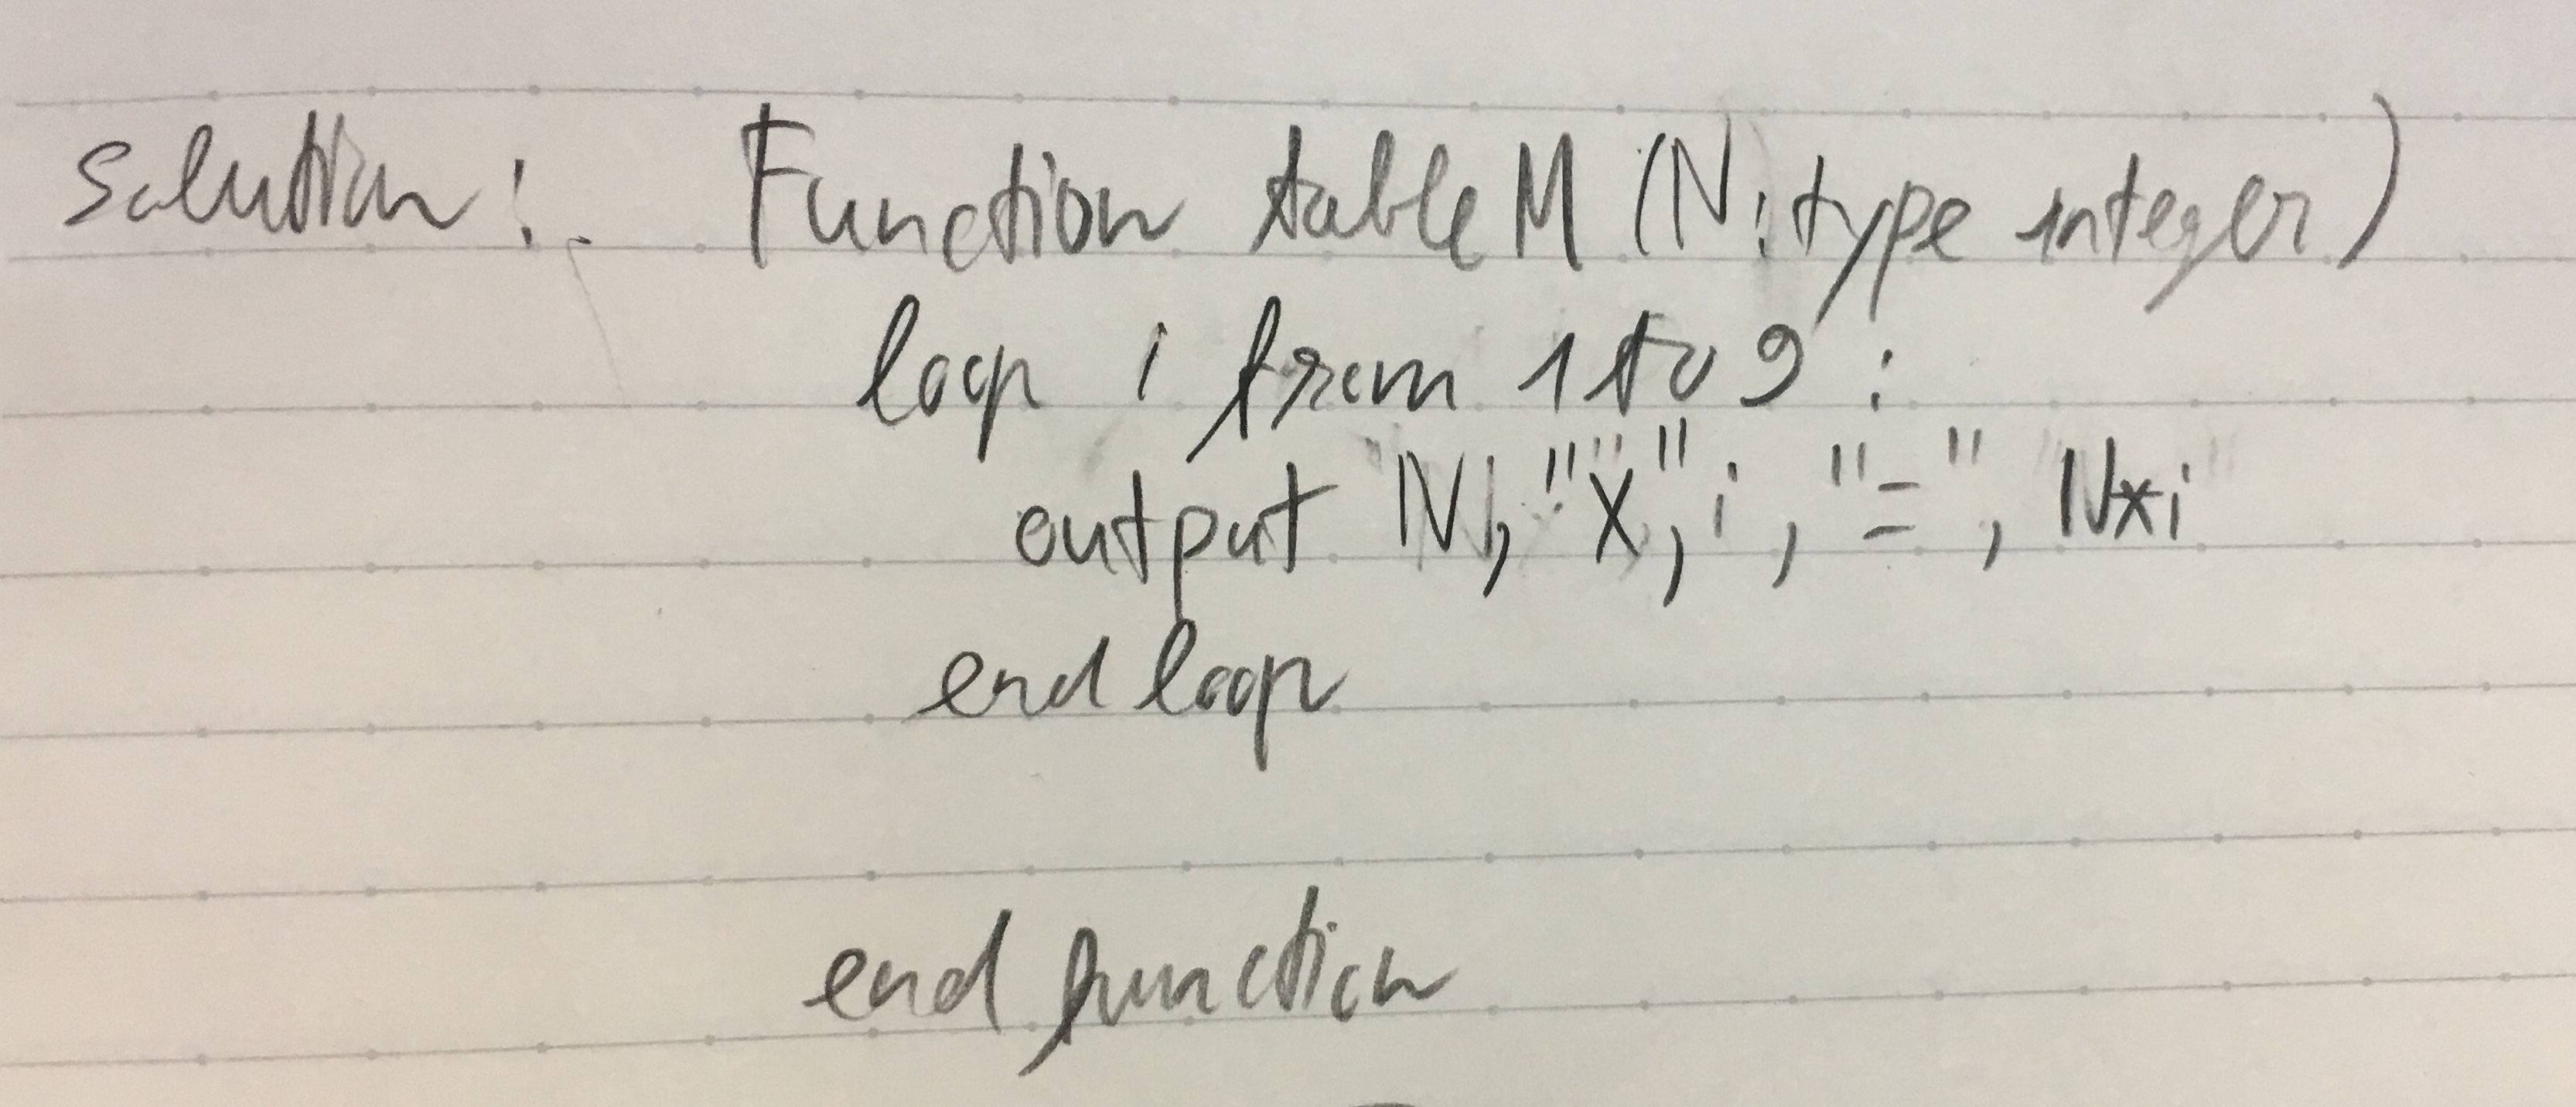 Solution: Function tableM (N: type integer)
loop i from 1 to 9 :
output N, "X", i, "=", N*i
end loop
end function